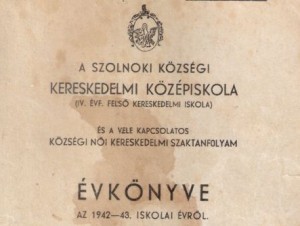 A SZOLNOKI KÖZSÉGI
KERESKEDELMI KÖZÉPISKOLA
(IV. ÉVF. FELSŐ KERESKEDELMI ISKOLA)
ÉS A VELE KAPCSOLATOS
KÖZSÉGI NŐI KERESKEDELMI SZAKTANFOLYAM
ÉVKÖNYVE
AZ 1942—43. ISKOLAI ÉVRŐL.